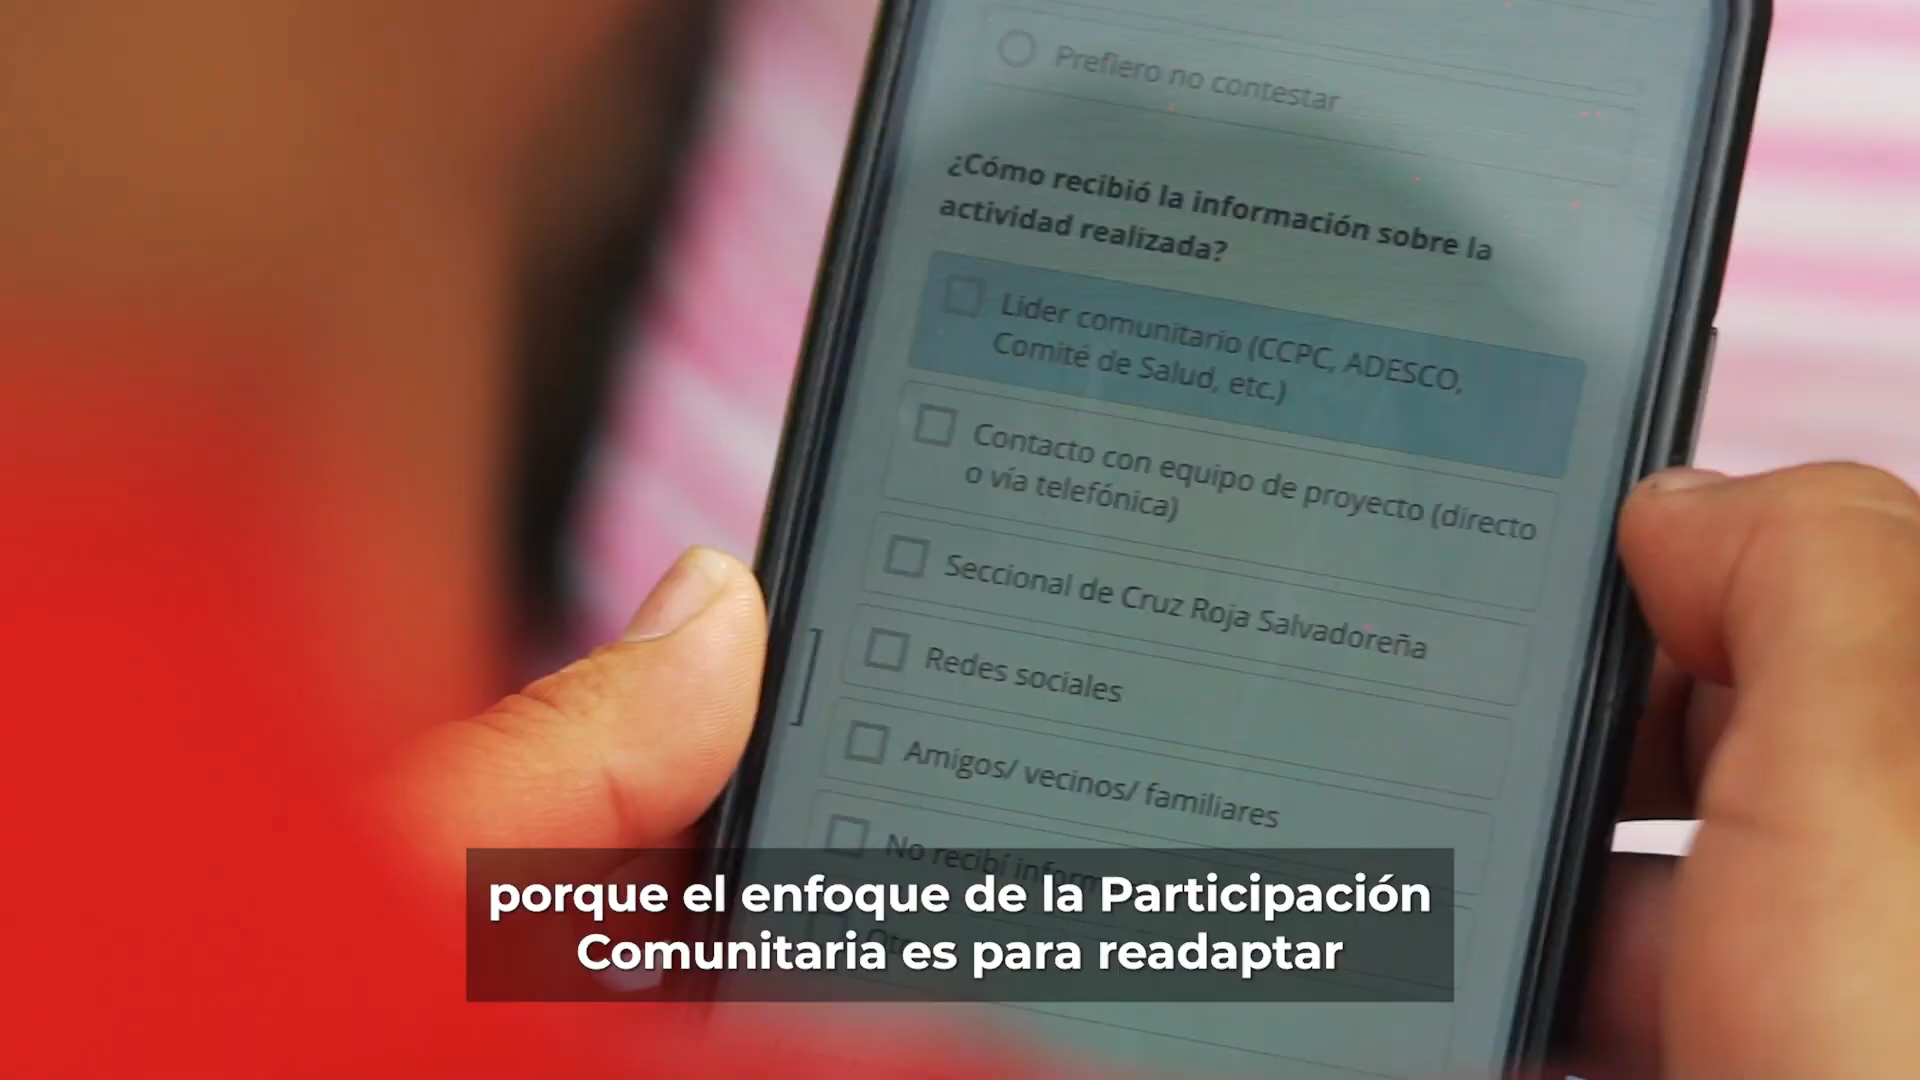 Prefiero no contestar
¿Cómo recibió la información sobre la
actividad realizada?
Lider comunitario (CCPC, ADESCO,
Comité de Salud, etc.)
Contacto con equipo de proyecto (directo
o vía telefónica)
Seccional de Cruz Roja Salvadoreña
Redes sociales
Amigos/ vecinos/ familiares
No recibí
porque el enfoque de la Participación
Comunitaria es para readaptar